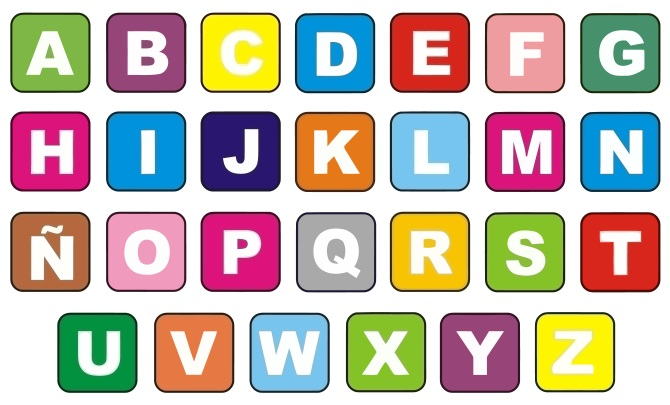 A B C D E F G
H I J K L M N
Ñ O P Q R S T
U V W X Y Z